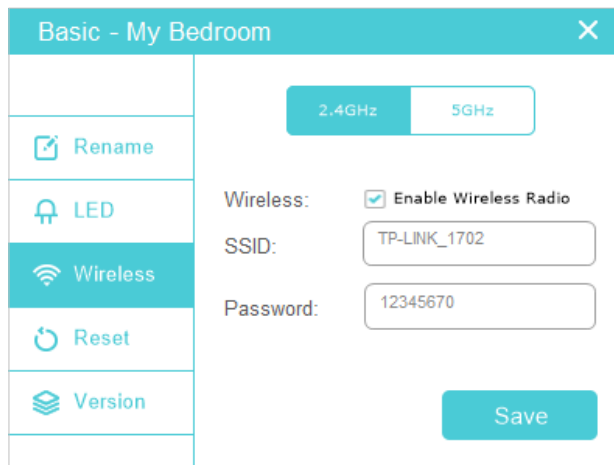 Basic - My Bedroom
2.4GHz 5GHz
Rename
LED
Wireless
Reset
Version
Wireless: Enable Wireless Radio
SSID: TP-LINK_1702
Password: 12345670
Save